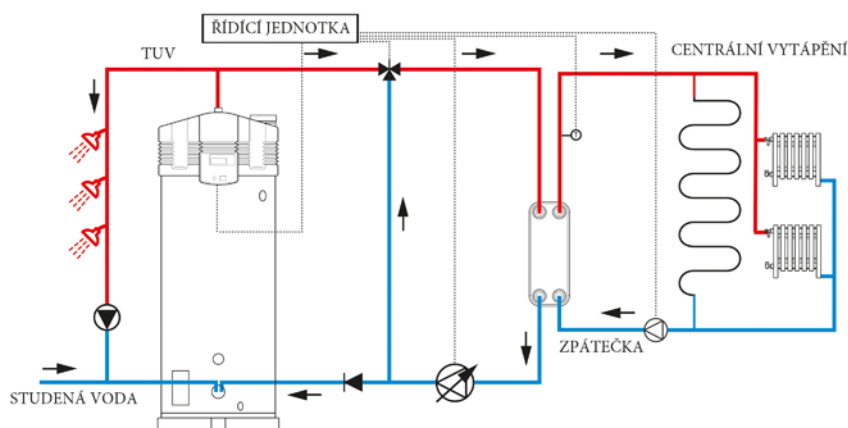 ŘÍDÍCÍ JEDNOTKA
TUV
CENTRÁLNÍ VYTÁPĚNÍ
ZPÁTEČKA
STUDENÁ VODA